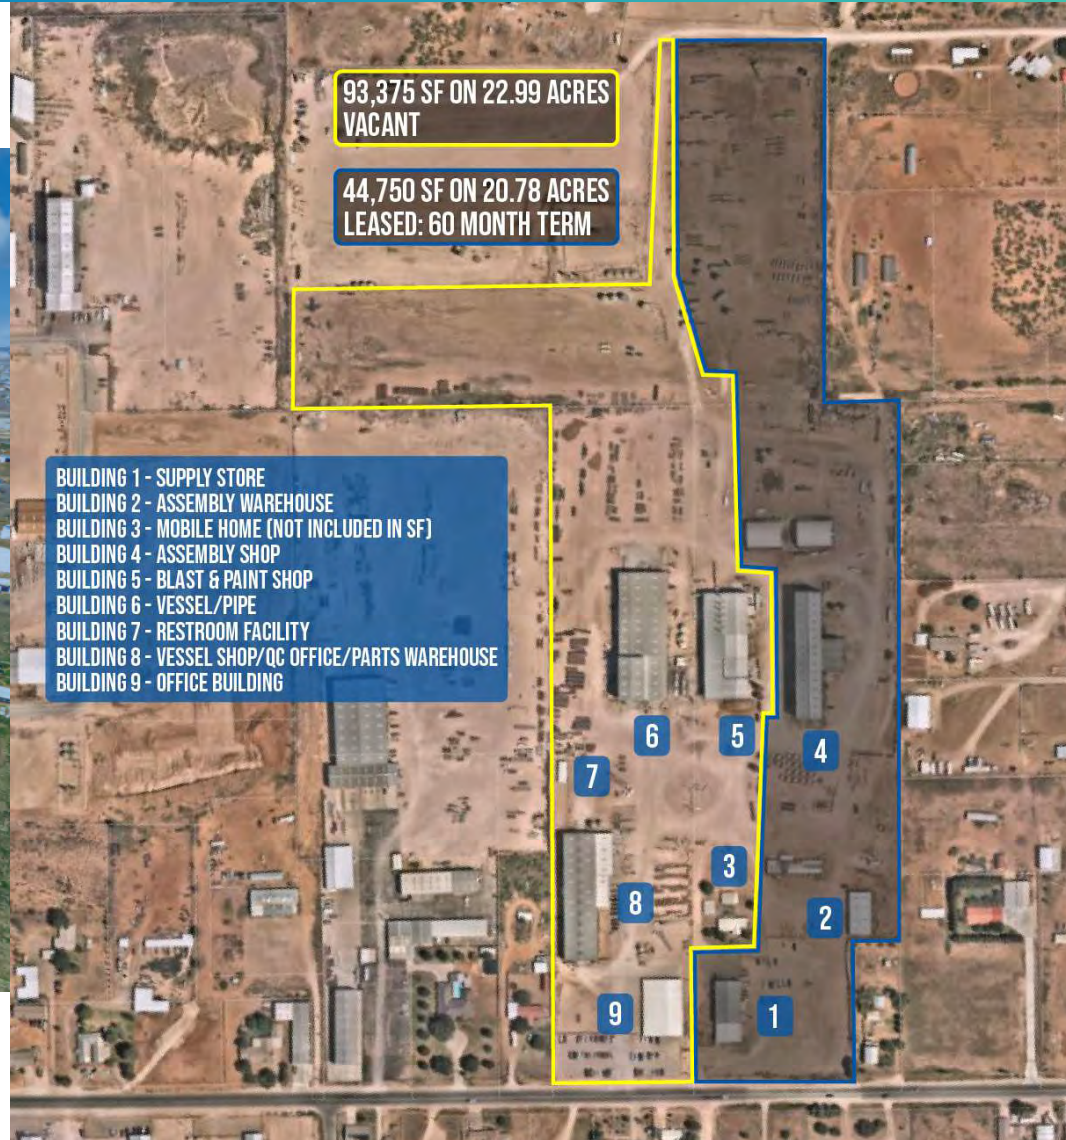 93,375 SF ON 22.99 ACRES
VACANT
44,750 SF ON 20.78 ACRES
LEASED: 60 MONTH TERM
BUILDING 1 - SUPPLY STORE
BUILDING 2 - ASSEMBLY WAREHOUSE
BUILDING 3 - MOBILE HOME (NOT INCLUDED IN SF)
BUILDING 4 - ASSEMBLY SHOP
BUILDING 5 - BLAST & PAINT SHOP
BUILDING 6 - VESSEL/PIPE
BUILDING 7 - RESTROOM FACILITY
BUILDING 8 - VESSEL SHOP/QC OFFICE/PARTS WAREHOUSE
BUILDING 9 - OFFICE BUILDING
6
5
4
7
3
8
2
9
1